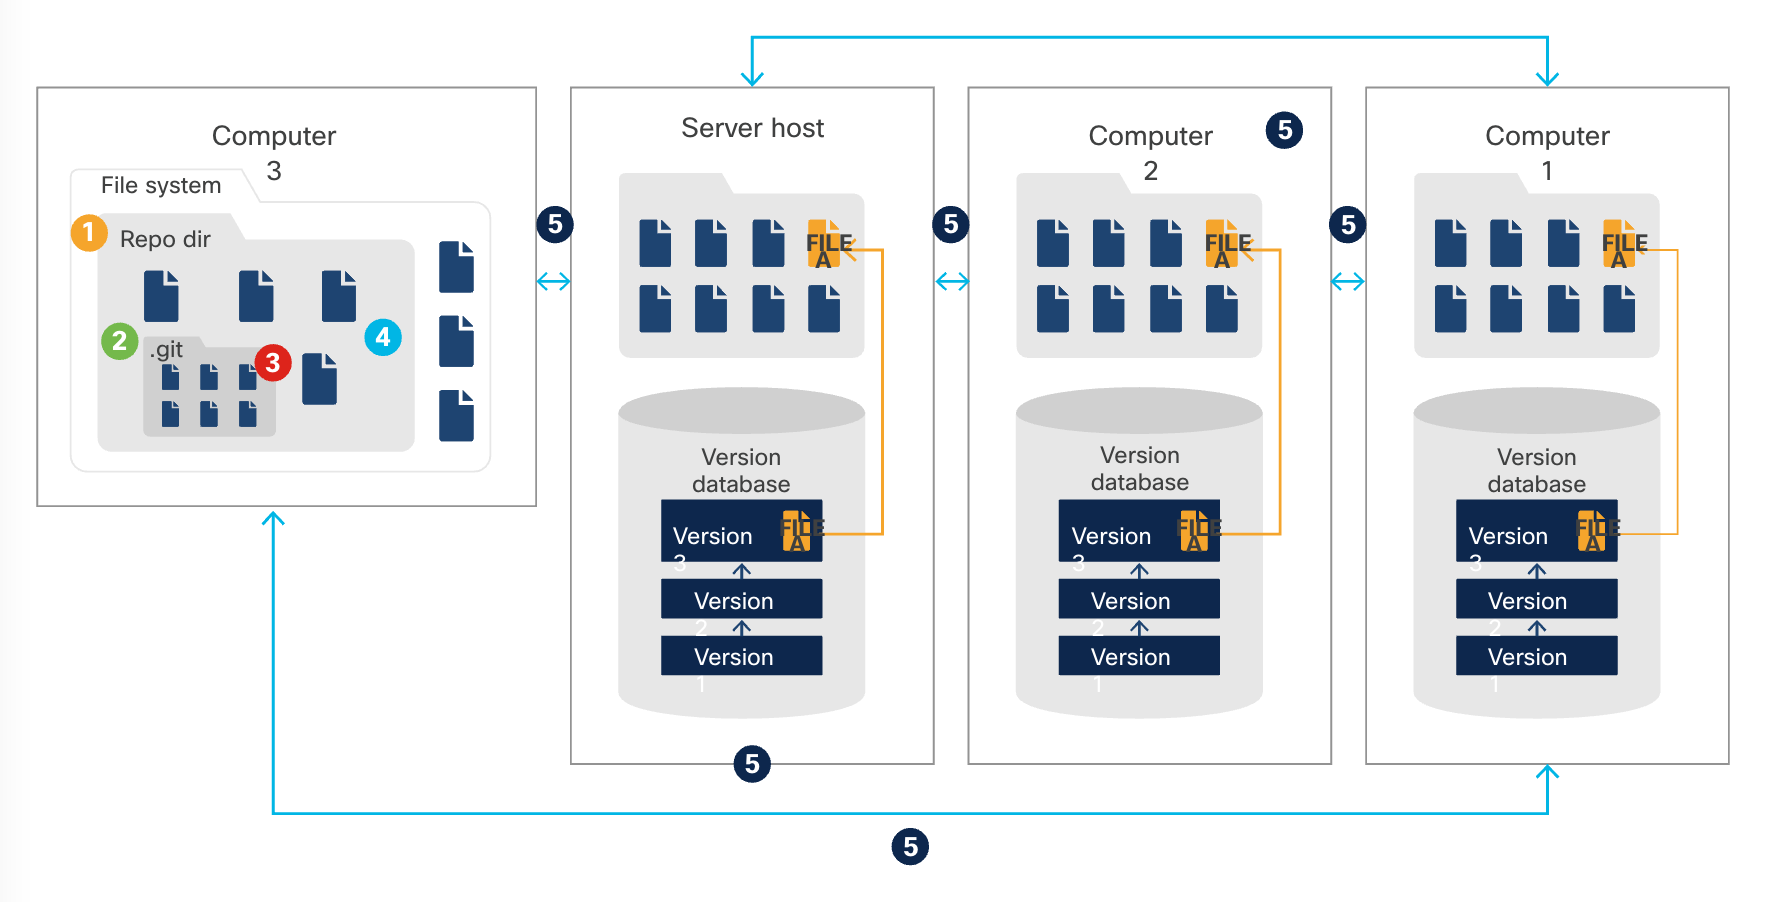 Computer
3
File system
1
Repo dir
2
.git
3
4
5
Server host
FILE
A
Version
database
Version
3
FILE
A
Version
2
Version
1
5
5
Computer
2
5
FILE
A
Version
database
Version
3
FILE
A
Version
2
Version
1
5
Computer
1
FILE
A
Version
database
Version
3
FILE
A
Version
2
Version
1
5